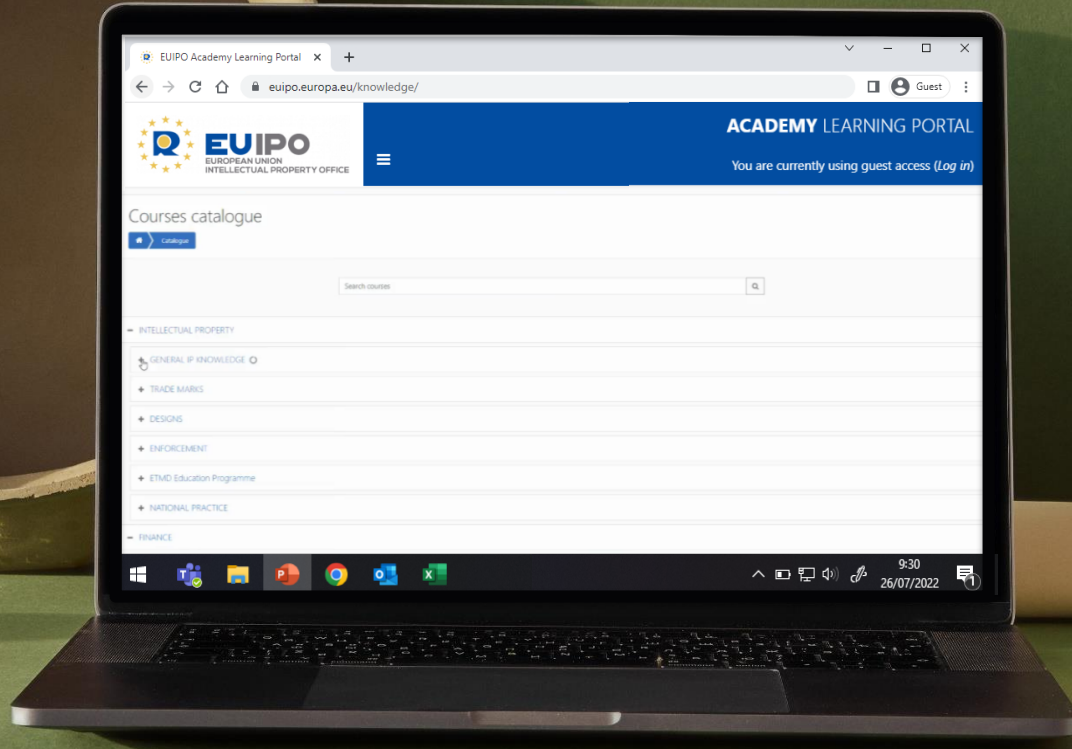 EUIPO Academy Learning Portal
euipo.europa.eu/knowledge/
Guest
EUIPO
EUROPEAN UNION
INTELLECTUAL PROPERTY OFFICE
ACADEMY LEARNING PORTAL
You are currently using guest access (Log in)
Courses catalogue
Catalogue
Search courses
INTELLECTUAL PROPERTY
GENERAL IP KNOWLEDGE
TRADE MARKS
DESIGNS
ENFORCEMENT
ETMD Education Programme
NATIONAL PRACTICE
FINANCE
9:30
26/07/2022
1